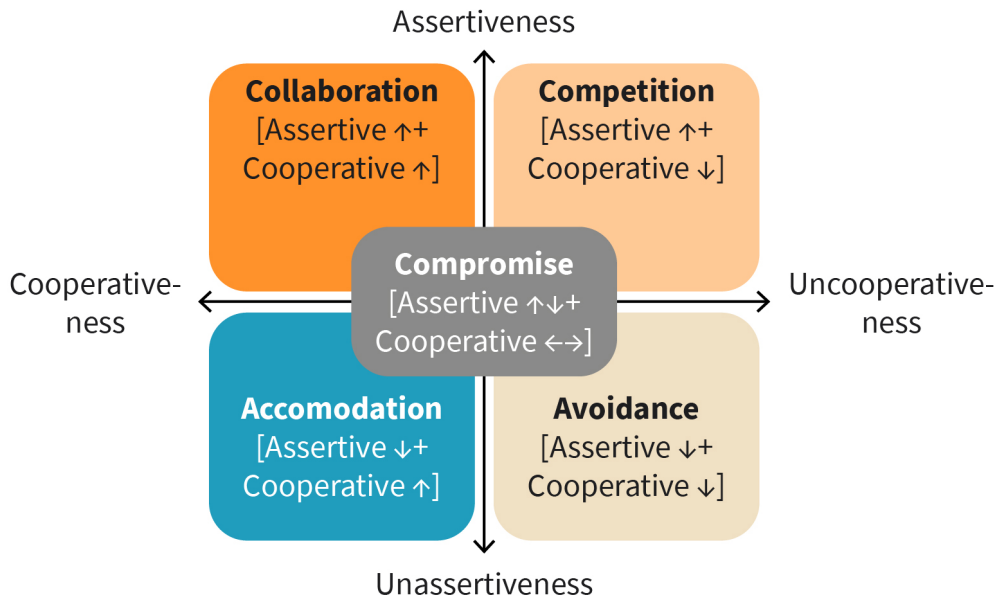 Assertiveness
Collaboration
[Assertive ↑+
Cooperative ↑]
Competition
[Assertive ↑+
Cooperative ↓]
Cooperative-
ness
Compromise
[Assertive ↑↓+
Cooperative ←→]
Uncooperative-
ness
Accomodation
[Assertive ↓+
Cooperative ↑]
Avoidance
[Assertive ↓+
Cooperative ↓]
Unassertiveness